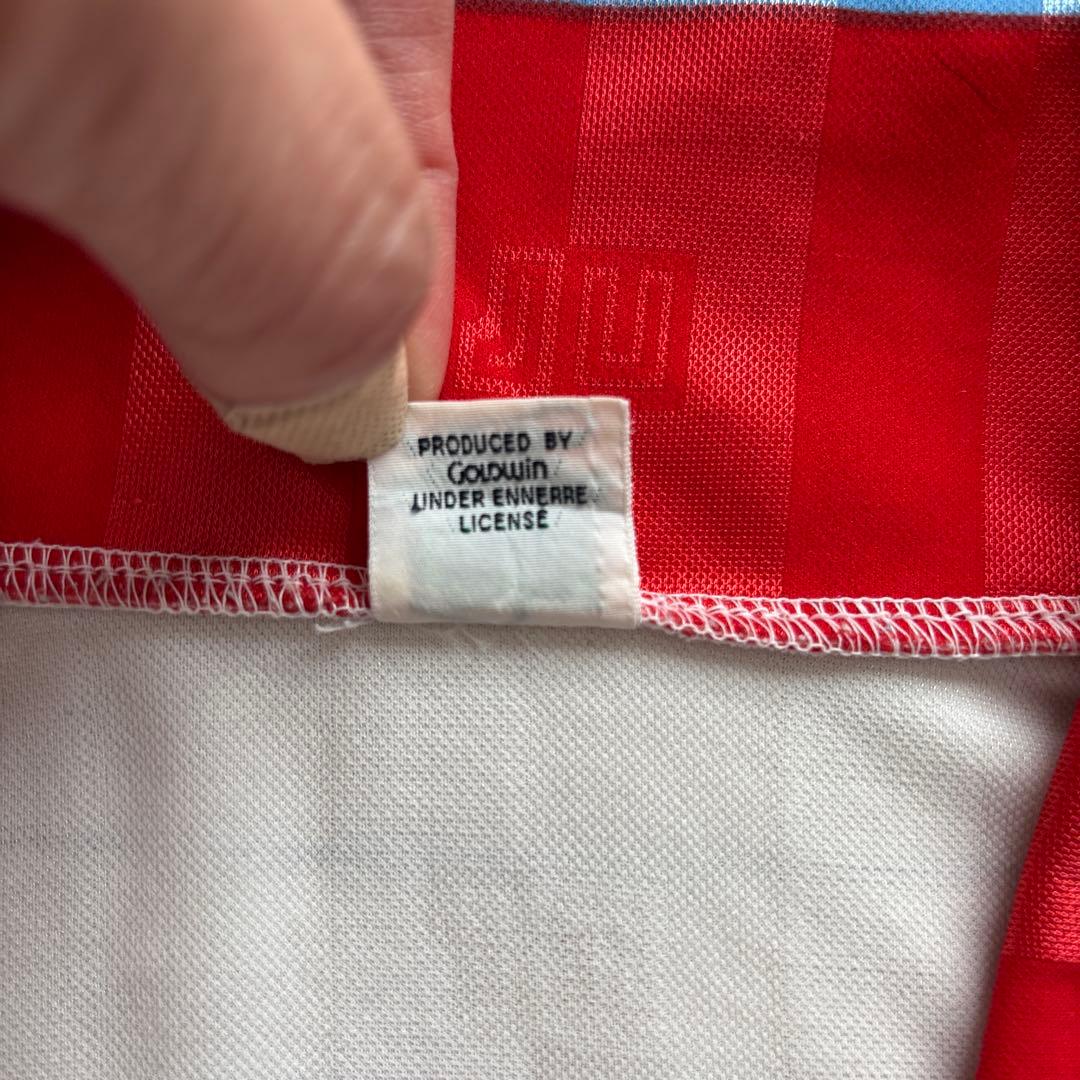 PRODUCED BY
GOLDWIN
UNDER ENNERRE
LICENSE